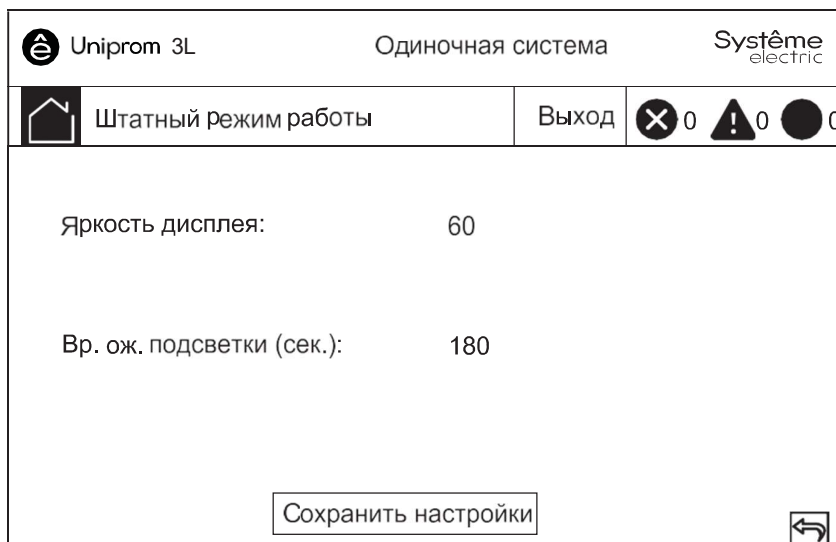 ê Uniprom 3L Одиночная система Systême electric
Штатный режим работы Выход 0 0 0
Яркость дисплея: 60
Вр. ож. подсветки (сек.): 180
Сохранить настройки